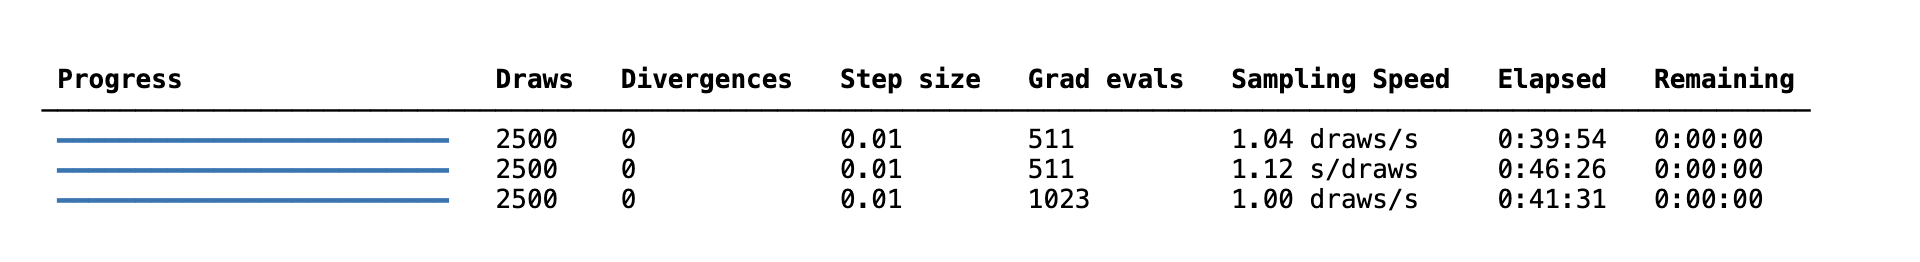 Progress Draws Divergences Step size Grad evals Sampling Speed Elapsed Remaining
2500 0 0.01 511 1.04 draws/s 0:39:54 0:00:00
2500 0 0.01 511 1.12 s/draws 0:46:26 0:00:00
2500 0 0.01 1023 1.00 draws/s 0:41:31 0:00:00